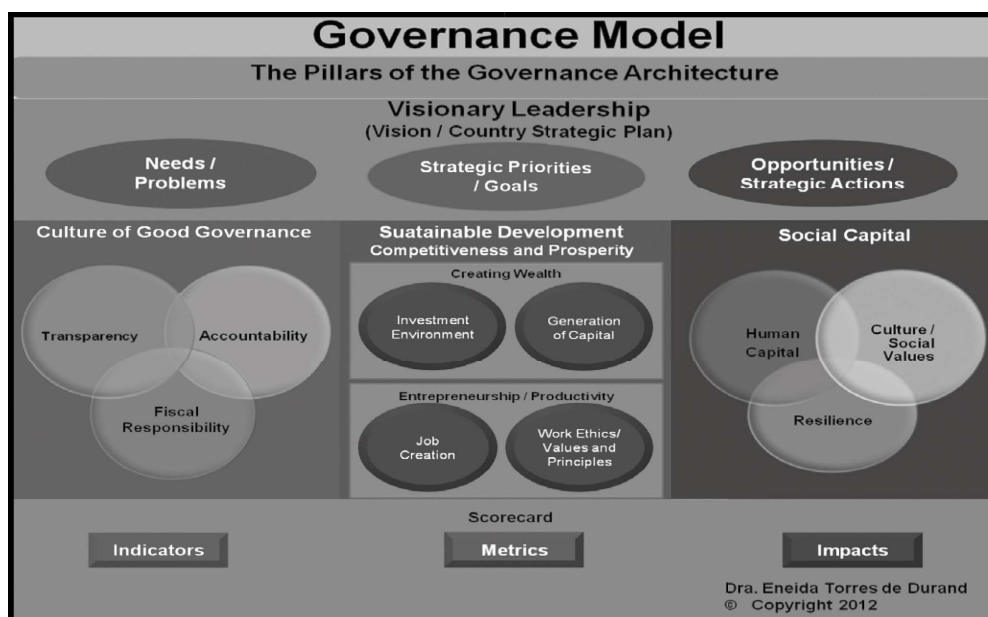 Governance Model
The Pillars of the Governance Architecture
Visionary Leadership
(Vision / Country Strategic Plan)
Needs /
Problems
Strategic Priorities
/ Goals
Opportunities /
Strategic Actions
Culture of Good Governance
Transparency
Accountability
Fiscal
Responsibility
Sustainable Development
Competitiveness and Prosperity
Creating Wealth
Investment
Environment
Generation
of Capital
Entrepreneurship / Productivity
Job
Creation
Work Ethics/
Values and
Principles
Social Capital
Human
Capital
Culture /
Social
Values
Resilience
Scorecard
Indicators
Metrics
Impacts
Dra. Eneida Torres de Durand
© Copyright 2012